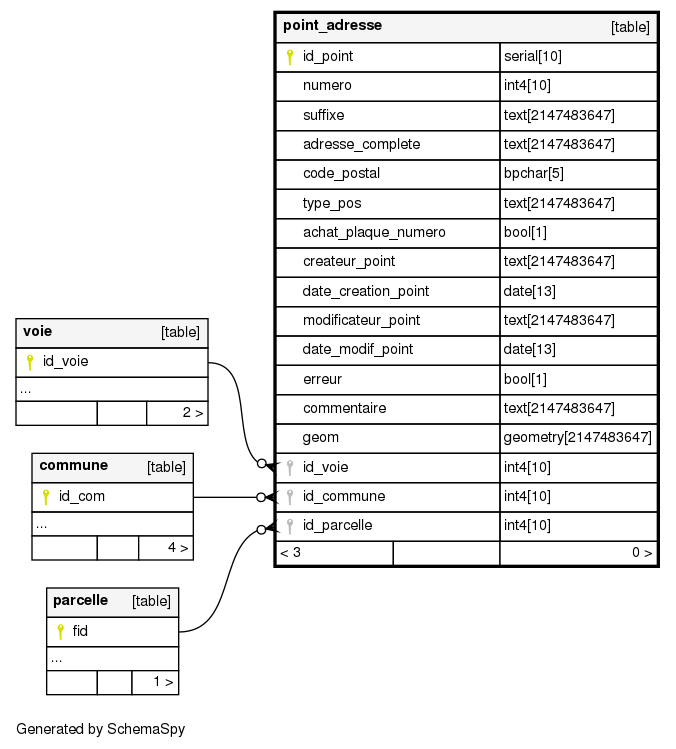 point_adresse [table]
id_point serial[10]
numero int4[10]
suffixe text[2147483647]
adresse_complete text[2147483647]
code_postal bpchar[5]
type_pos text[2147483647]
achat_plaque_numero bool[1]
createur_point text[2147483647]
date_creation_point date[13]
modificateur_point text[2147483647]
date_modif_point date[13]
erreur bool[1]
commentaire text[2147483647]
geom geometry[2147483647]
id_voie int4[10]
id_commune int4[10]
id_parcelle int4[10]
< 3 0 >
voie [table]
id_voie
...
2 >
commune [table]
id_com
...
4 >
parcelle [table]
fid
...
1 >
Generated by SchemaSpy